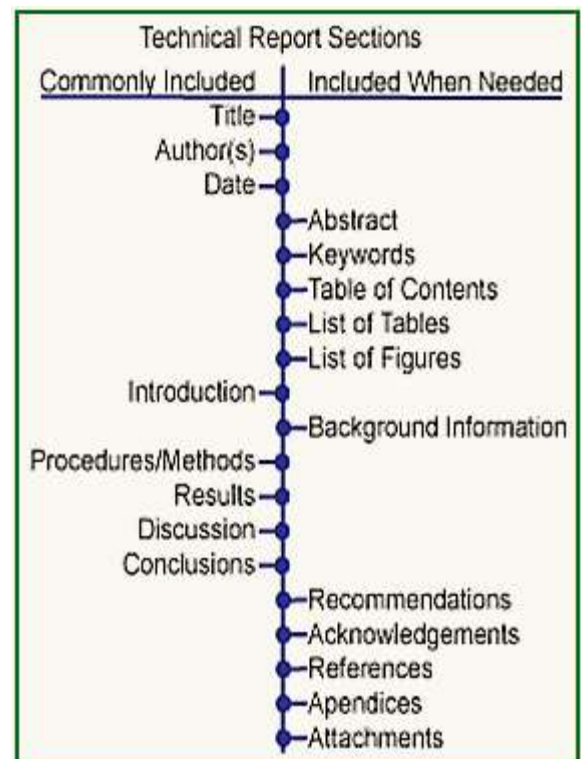 Technical Report Sections
Commonly Included Included When Needed
Title
Author(s)
Date
Abstract
Keywords
Table of Contents
List of Tables
List of Figures
Introduction
Background Information
Procedures/Methods
Results
Discussion
Conclusions
Recommendations
Acknowledgements
References
Apendices
Attachments